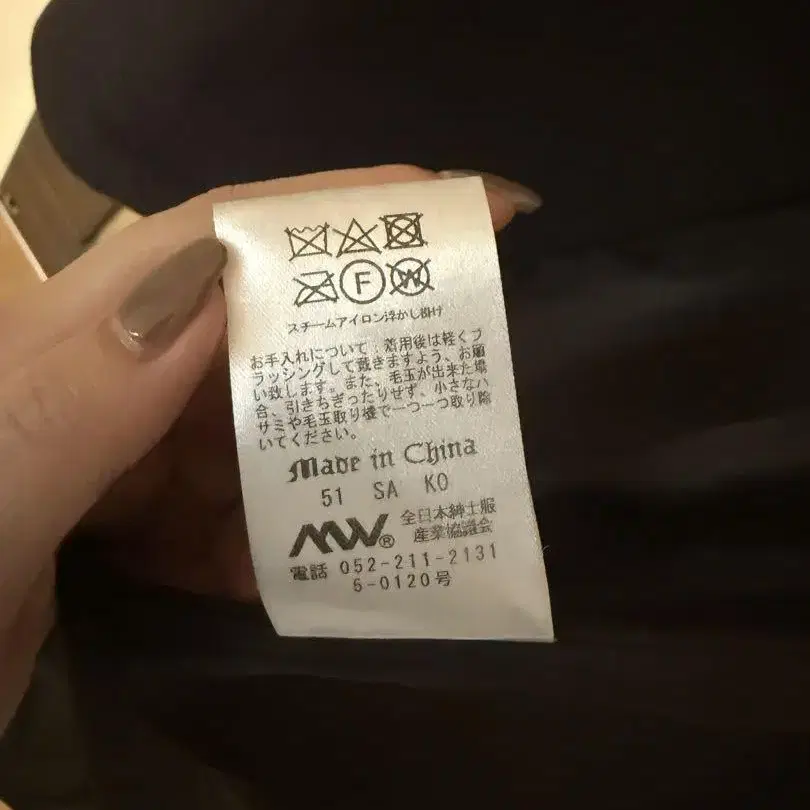 F W
スチームアイロン浮かし掛け
お手入れについて:着用後は軽くブ
ラッシングして戴きますよう、お願
い致します。また、毛玉が出来た場
合、引きちぎったりせず、小さなハ
サミや毛玉取り機で一つ一つ取り除
いてください。
Made in China
51 SA KO
MW® 全日本紳士服
産業協議会
電話 052-211-2131
5-0120号